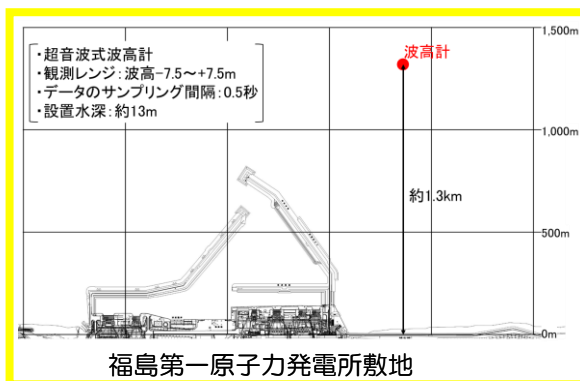 ・超音波式波高計
・観測レンジ：波高-7.5～+7.5m
・データのサンプリング間隔：0.5秒
・設置水深：約13m
波高計
1,500m
1,000m
約1.3km
500m
0m
福島第一原子力発電所敷地